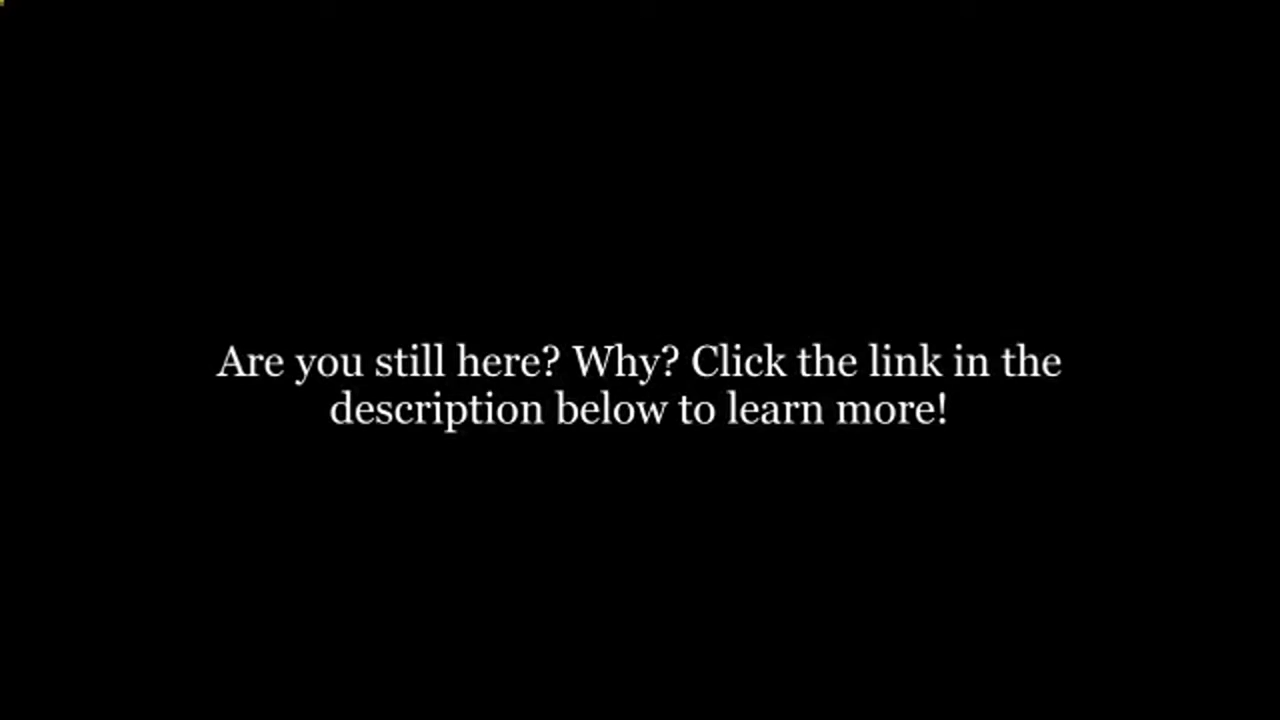 Are you still here? Why? Click the link in the
description below to learn more!